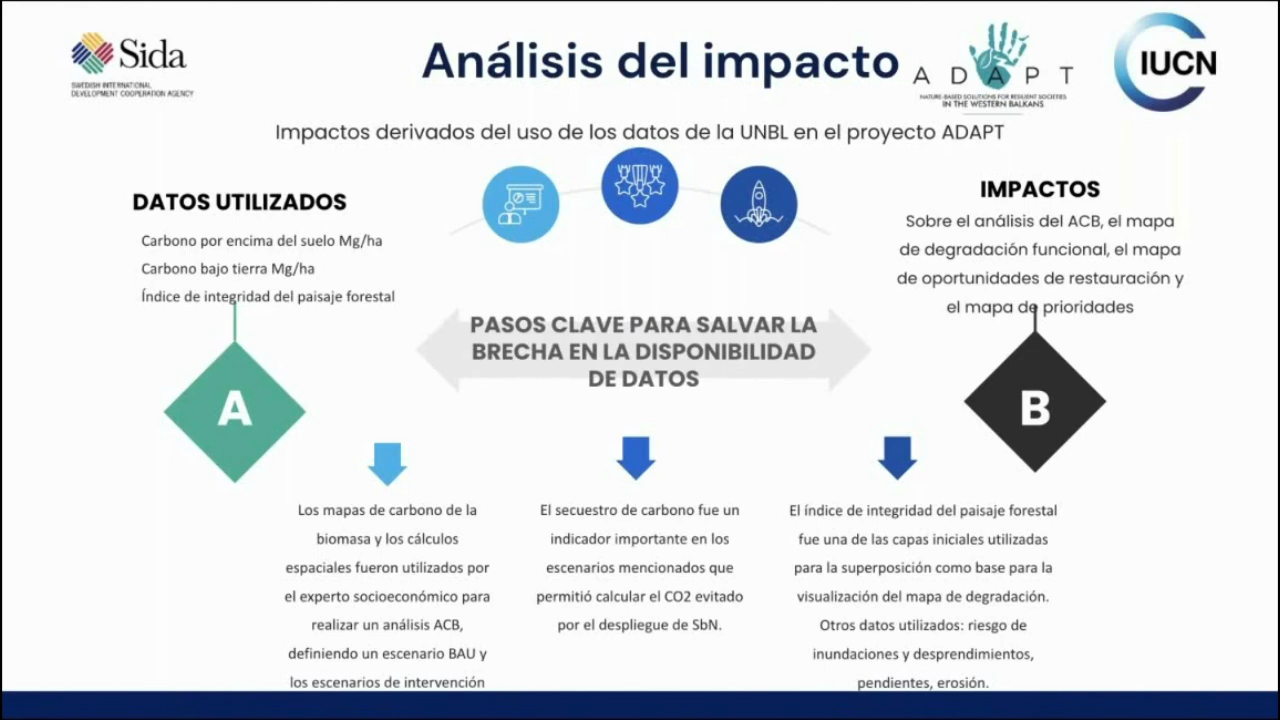 Sida
SWEDISH INTERNATIONAL
DEVELOPMENT COOPERATION AGENCY
Análisis del impacto
ADAPT
NATURE-BASED SOLUTIONS FOR RESILIENT SOCIETIES
IN THE WESTERN BALKANS
IUCN
Impactos derivados del uso de los datos de la UNBL en el proyecto ADAPT
DATOS UTILIZADOS
Carbono por encima del suelo Mg/ha
Carbono bajo tierra Mg/ha
Índice de integridad del paisaje forestal
A
IMPACTOS
Sobre el análisis del ACB, el mapa
de degradación funcional, el mapa
de oportunidades de restauración y
el mapa de prioridades
B
PASOS CLAVE PARA SALVAR LA
BRECHA EN LA DISPONIBILIDAD
DE DATOS
Los mapas de carbono de la
biomasa y los cálculos
espaciales fueron utilizados por
el experto socioeconómico para
realizar un análisis ACB,
definiendo un escenario BAU y
los escenarios de intervención
El secuestro de carbono fue un
indicador importante en los
escenarios mencionados que
permitió calcular el CO2 evitado
por el despliegue de SbN.
El índice de integridad del paisaje forestal
fue una de las capas iniciales utilizadas
para la superposición como base para la
visualización del mapa de degradación.
Otros datos utilizados: riesgo de
inundaciones y desprendimientos,
pendientes, erosión.